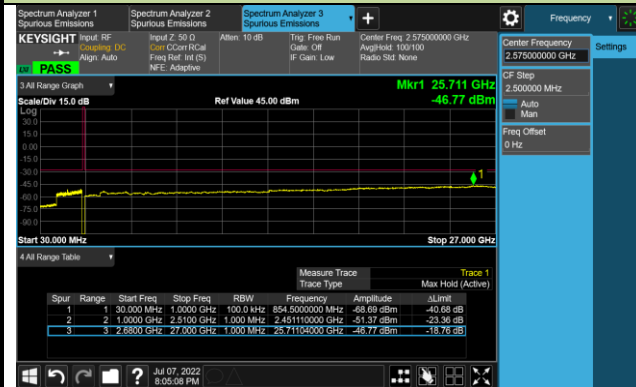 Spectrum Analyzer 1
Spurious Emissions
Spectrum Analyzer 2
Spurious Emissions
Spectrum Analyzer 3
Spurious Emissions
Frequency
KEYSIGHT
Input: RF
Coupling: DC
Align: Auto
Input Z: 50 Ω
Corr CCorr RCal
Freq Ref: Int (S)
NFE: Adaptive
Atten: 10 dB
Trig: Free Run
Gate: Off
IF Gain: Low
Center Freq: 2.575000000 GHz
Avg|Hold: 100/100
Radio Std: None
PASS
Center Frequency
2.575000000 GHz
Settings
CF Step
2.500000 MHz
Auto
Man
Freq Offset
0 Hz
3 All Range Graph
Mkr1 25.711 GHz
-46.77 dBm
Scale/Div 15.0 dB
Ref Value 45.00 dBm
Log
30.0
15.0
0.00
-15.0
-30.0
-45.0
-60.0
-75.0
-90.0
1
Start 30.000 MHz
Stop 27.000 GHz
4 All Range Table
Measure Trace Trace 1
Trace Type Max Hold (Active)
Spur Range Start Freq Stop Freq RBW Frequency Amplitude ΔLimit
1 1 30.000 MHz 1.0000 GHz 100.0 kHz 854.5000000 MHz -68.69 dBm -40.68 dB
2 2 1.0000 GHz 2.5100 GHz 1.000 MHz 2.451110000 GHz -51.37 dBm -23.36 dB
3 3 2.6800 GHz 27.000 GHz 1.000 MHz 25.71104000 GHz -46.77 dBm -18.76 dB
?
Jul 07, 2022
8:05:08 PM